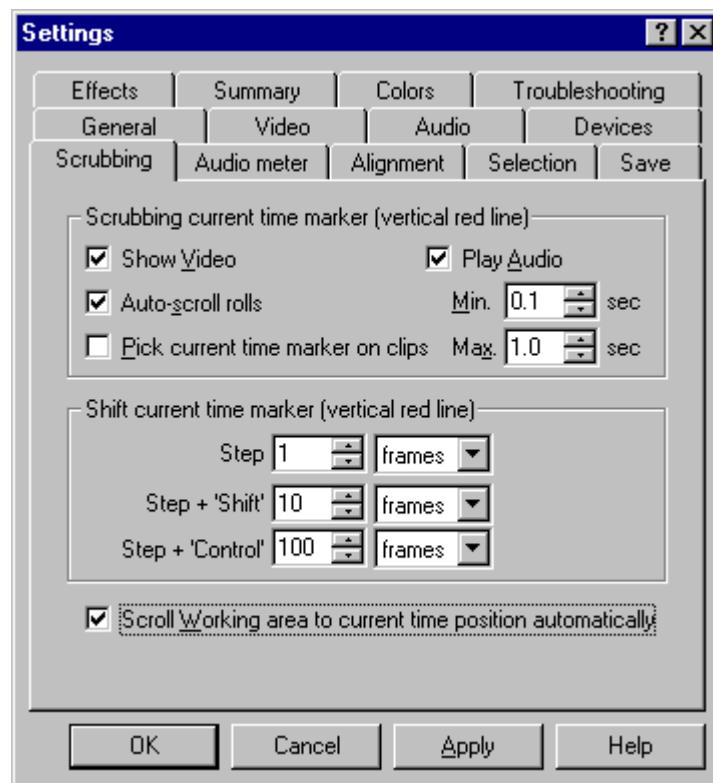 Settings
Effects Summary Colors Troubleshooting
General Video Audio Devices
Scrubbing Audio meter Alignment Selection Save
Scrubbing current time marker (vertical red line)
Show Video Play Audio
Auto-scroll rolls Min. 0.1 sec
Pick current time marker on clips Max. 1.0 sec
Shift current time marker (vertical red line)
Step 1 frames
Step + 'Shift' 10 frames
Step + 'Control' 100 frames
Scroll Working area to current time position automatically
OK Cancel Apply Help